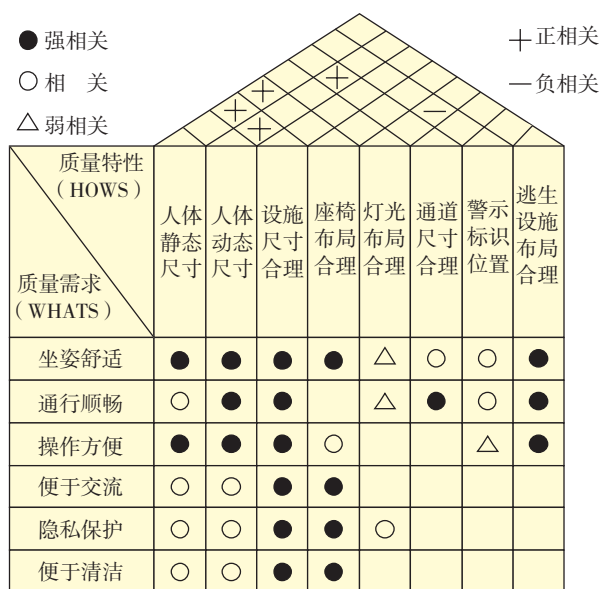 ● 强相关
○ 相 关
△ 弱相关
+ 正相关
— 负相关
质量特性
（HOWS）
质量需求
（WHATS）
人体
静态
尺寸
人体
动态
尺寸
设施
尺寸
合理
座椅
布局
合理
灯光
布局
合理
通道
尺寸
合理
警示
标识
位置
逃生
设施
布局
合理
坐姿舒适
通行顺畅
操作方便
便于交流
隐私保护
便于清洁